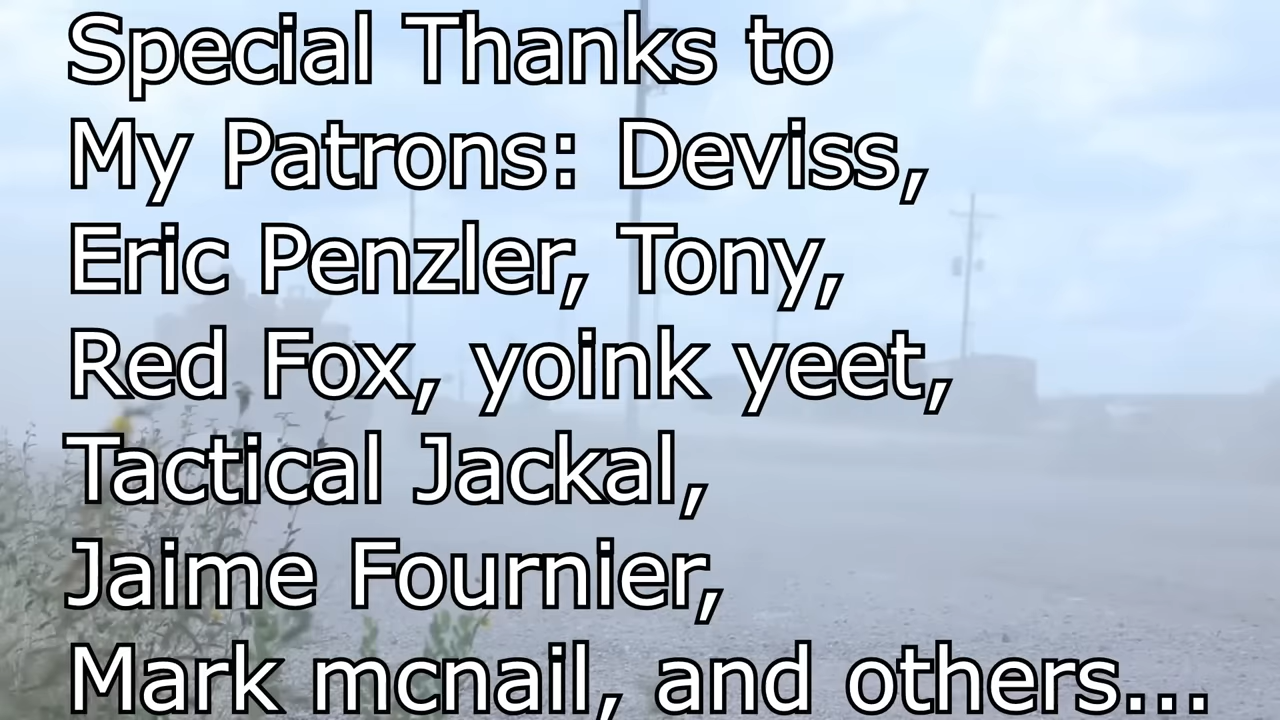 Special Thanks to
My Patrons: Deviss,
Eric Penzler, Tony,
Red Fox, yoink yeet,
Tactical Jackal,
Jaime Fournier,
Mark mcnail, and others...